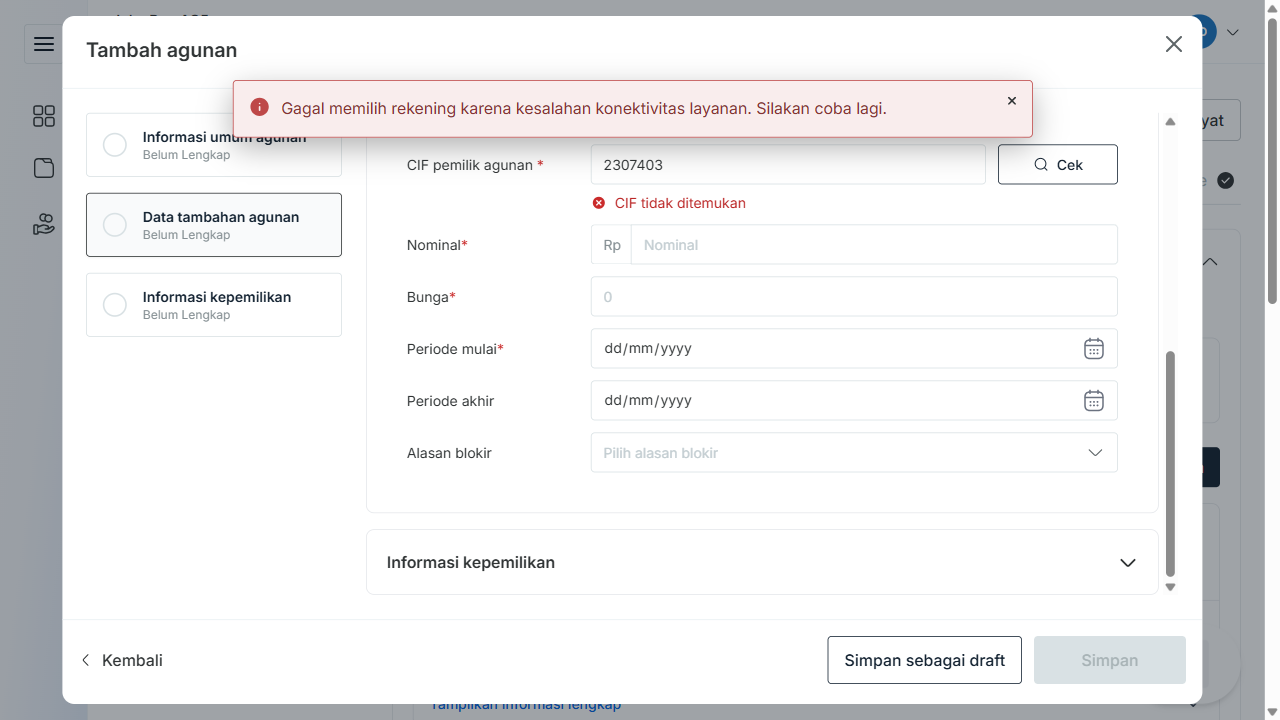 Tambah agunan
Gagal memilih rekening karena kesalahan konektivitas layanan. Silakan coba lagi.
Informasi umum agunan
Belum Lengkap
Data tambahan agunan
Belum Lengkap
Informasi kepemilikan
Belum Lengkap
CIF pemilik agunan *
2307403
Cek
CIF tidak ditemukan
Nominal*
Rp
Nominal
Bunga*
0
Periode mulai*
dd/mm/yyyy
Periode akhir
dd/mm/yyyy
Alasan blokir
Pilih alasan blokir
Informasi kepemilikan
Kembali
Simpan sebagai draft
Simpan
yat
Tampilkan informasi lengkap